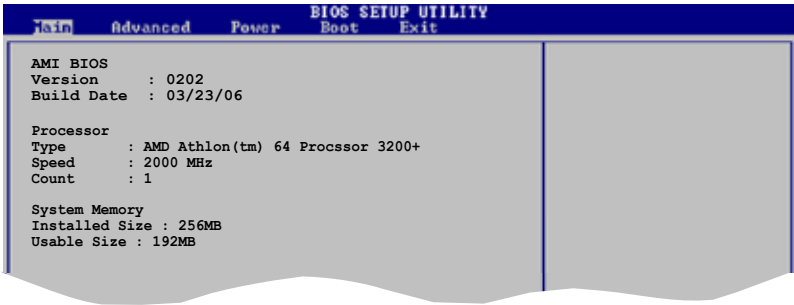 BIOS SETUP UTILITY
Main Advanced Power Boot Exit
AMI BIOS
Version : 0202
Build Date : 03/23/06
Processor
Type : AMD Athlon(tm) 64 Procssor 3200+
Speed : 2000 MHz
Count : 1
System Memory
Installed Size : 256MB
Usable Size : 192MB